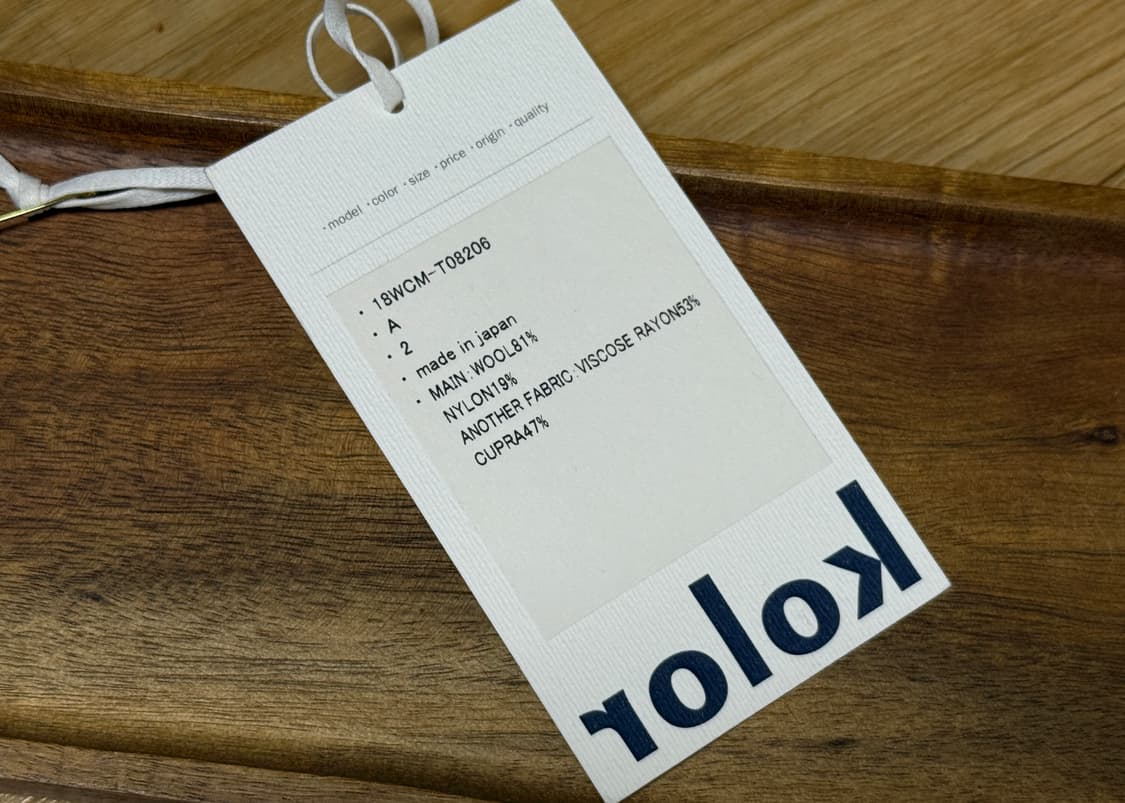 ·model ·color ·size ·price ·origin ·quality
· 18WCM-T08206
· A
· 2
· made in japan
· MAIN:WOOL81%
NYLON19%
ANOTHER FABRIC:VISCOSE RAYON53%
CUPRA47%
kolor